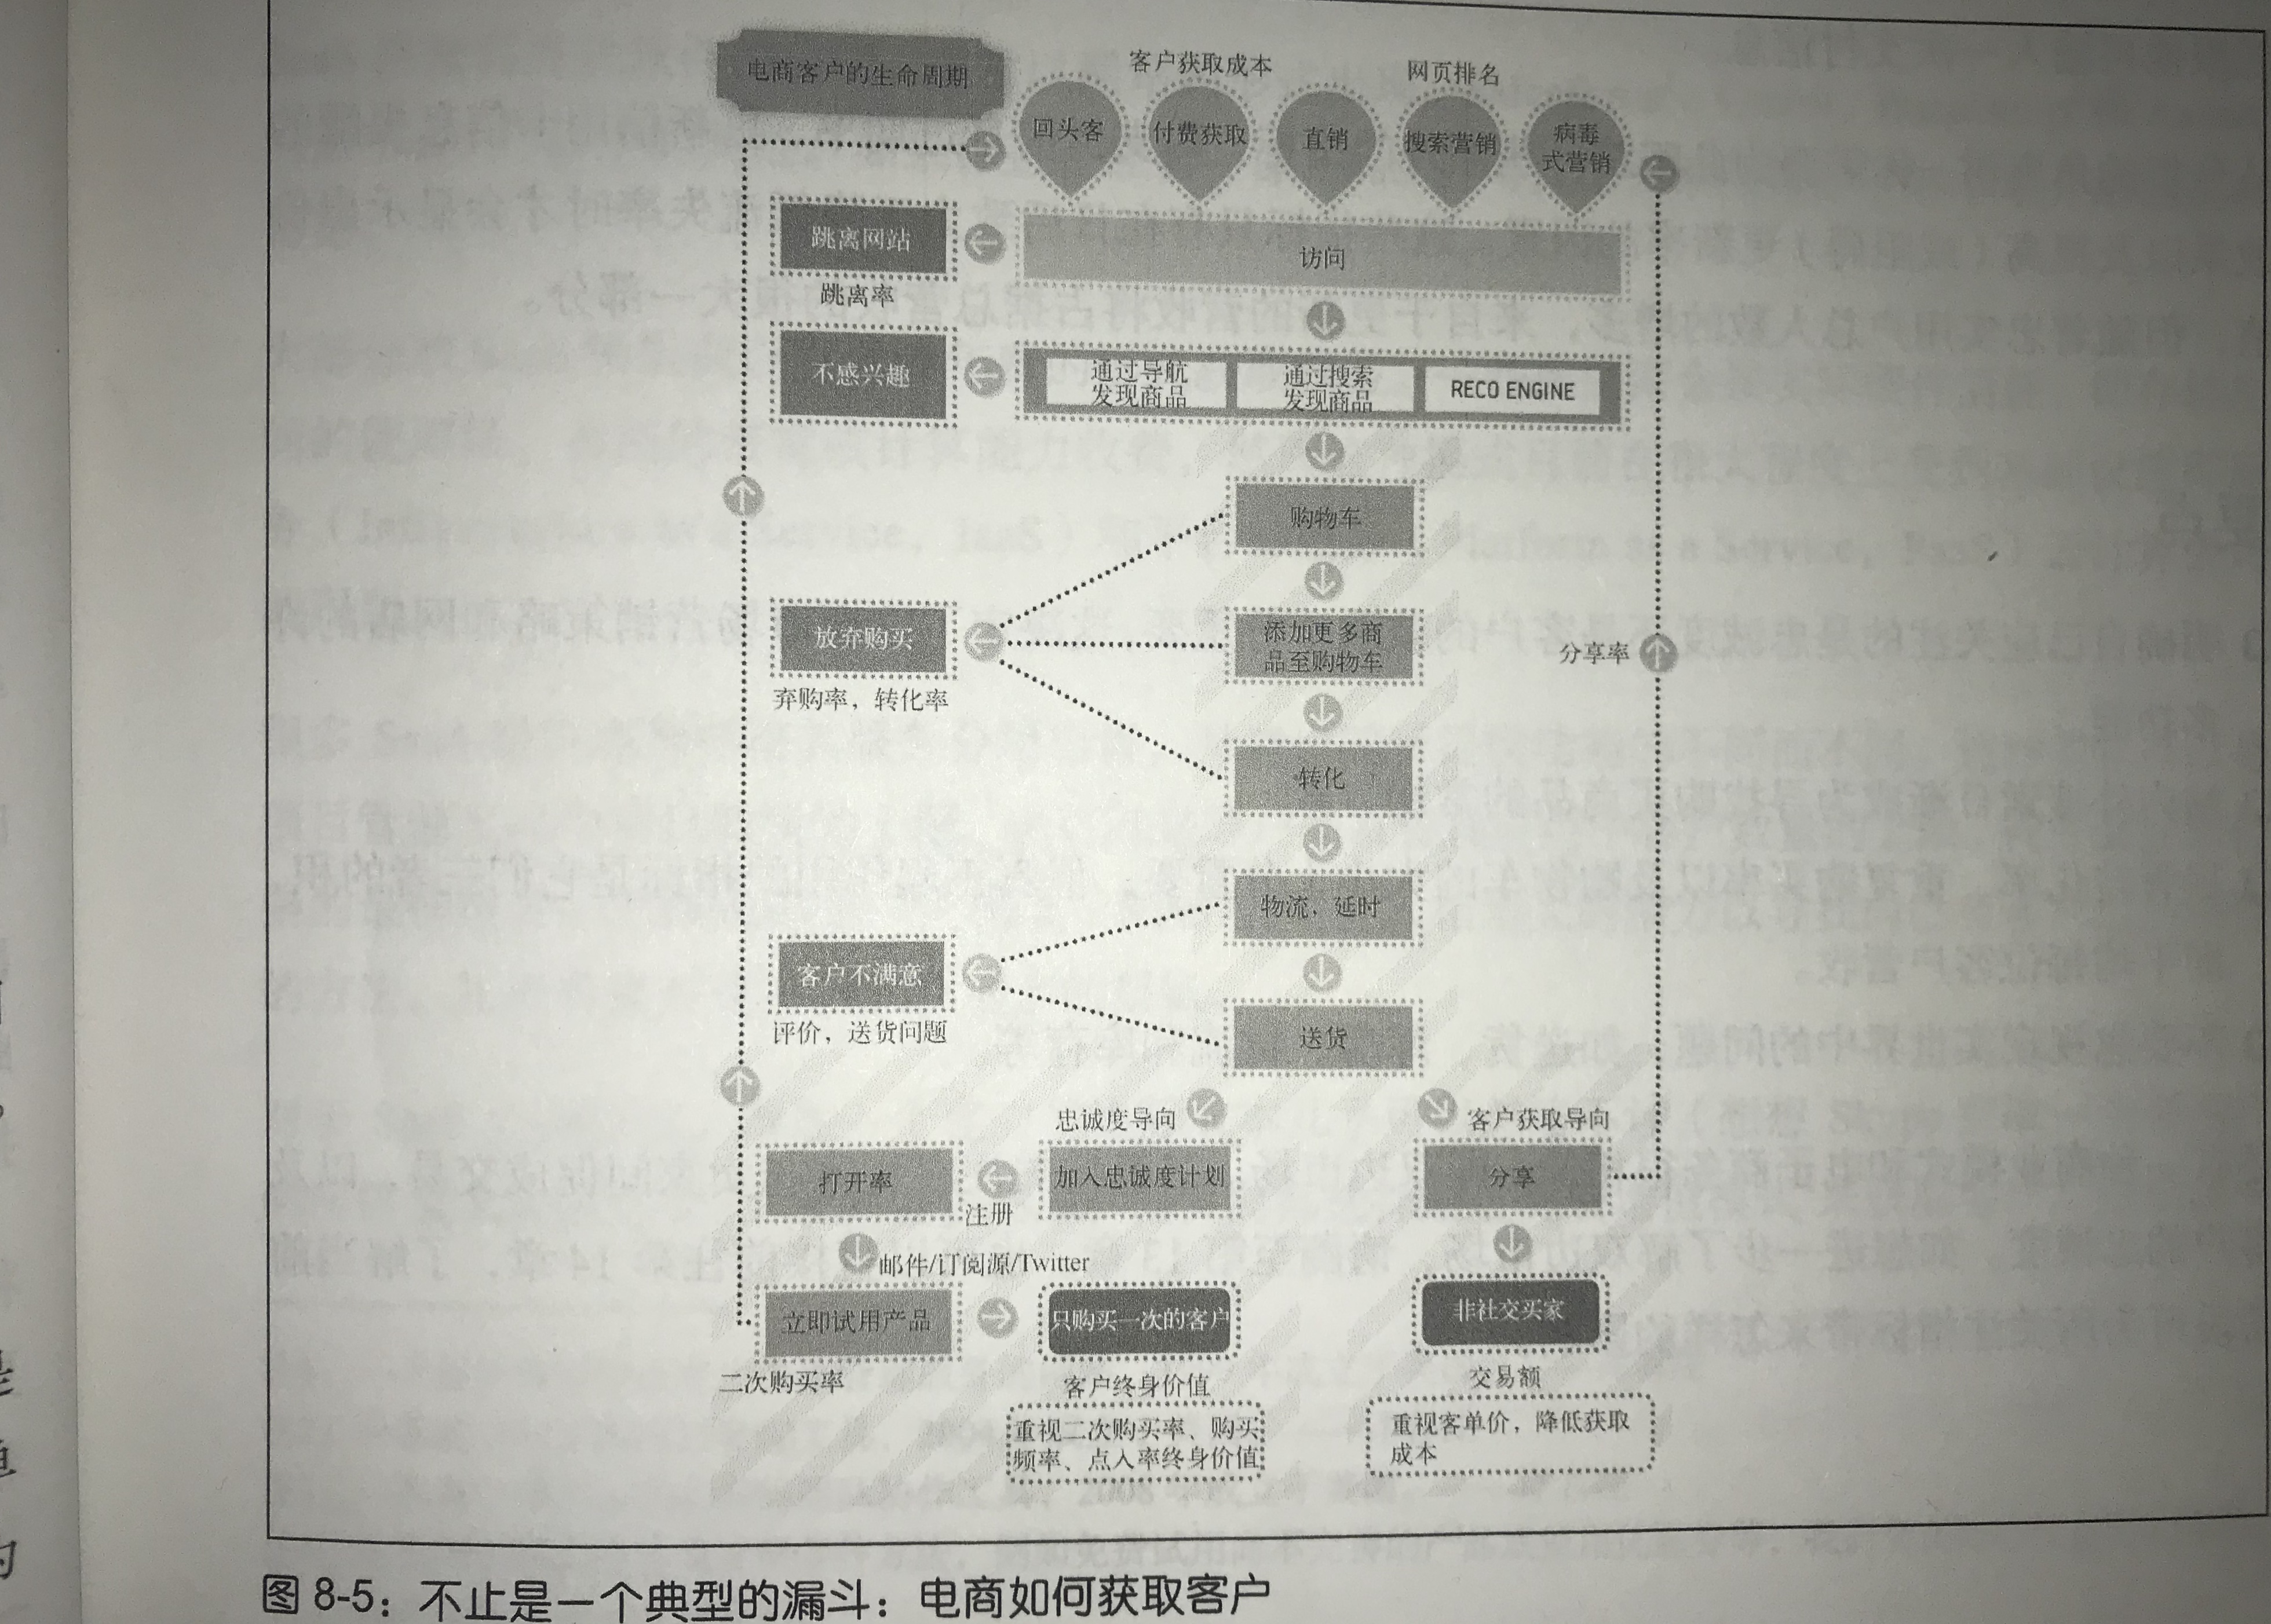 电商客户的生命周期
客户获取成本
网页排名
回头客
付费获取
直销
搜索营销
病毒
式营销
跳离网站
访问
跳离率
不感兴趣
通过导航
发现商品
通过搜索
发现商品
RECO ENGINE
购物车
放弃购买
添加更多商
品至购物车
分享率
弃购率，转化率
转化
物流，延时
客户不满意
评价，送货问题
送货
忠诚度导向
客户获取导向
打开率
注册
加入忠诚度计划
分享
邮件/订阅源/Twitter
立即试用产品
只购买一次的客户
非社交买家
二次购买率
客户终身价值
交易额
重视二次购买率、购买
频率、点入率终身价值
重视客单价，降低获取
成本
图 8-5：不止是一个典型的漏斗：电商如何获取客户